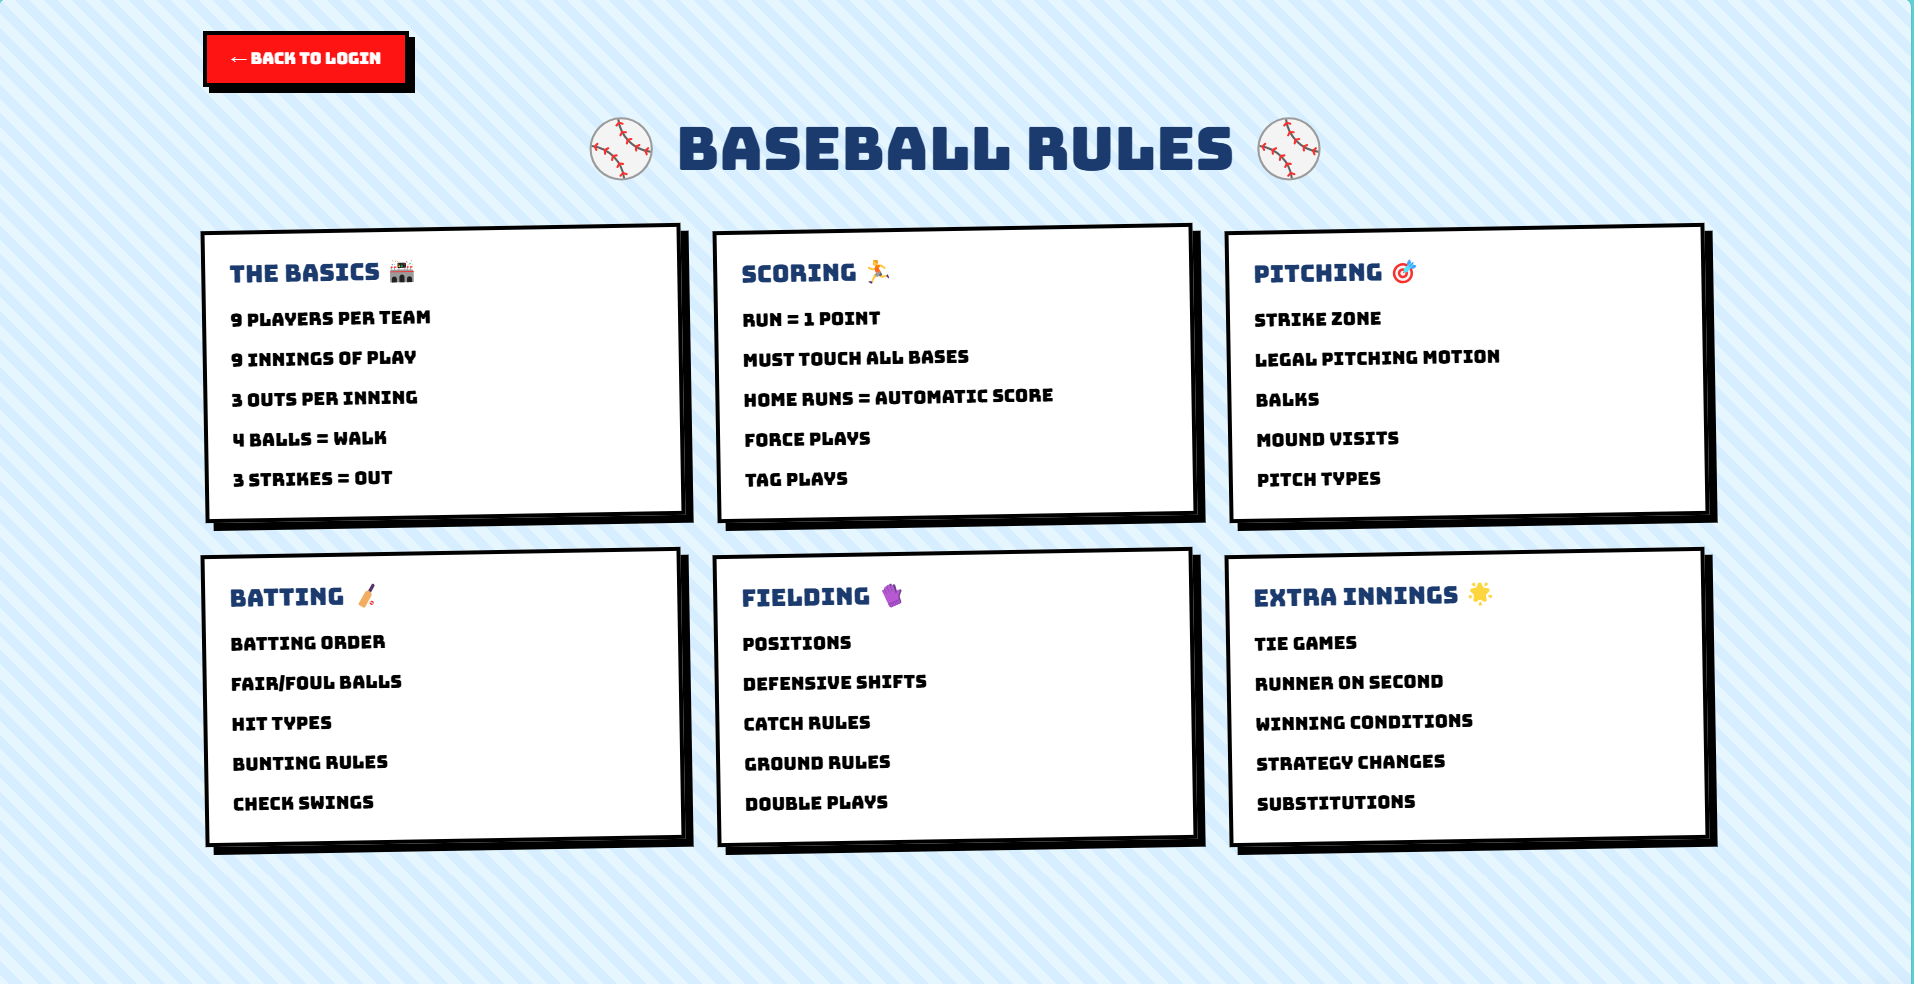 ← BACK TO LOGIN
BASEBALL RULES
THE BASICS
9 PLAYERS PER TEAM
9 INNINGS OF PLAY
3 OUTS PER INNING
4 BALLS = WALK
3 STRIKES = OUT
SCORING
RUN = 1 POINT
MUST TOUCH ALL BASES
HOME RUNS = AUTOMATIC SCORE
FORCE PLAYS
TAG PLAYS
PITCHING
STRIKE ZONE
LEGAL PITCHING MOTION
BALKS
MOUND VISITS
PITCH TYPES
BATTING
BATTING ORDER
FAIR/FOUL BALLS
HIT TYPES
BUNTING RULES
CHECK SWINGS
FIELDING
POSITIONS
DEFENSIVE SHIFTS
CATCH RULES
GROUND RULES
DOUBLE PLAYS
EXTRA INNINGS
TIE GAMES
RUNNER ON SECOND
WINNING CONDITIONS
STRATEGY CHANGES
SUBSTITUTIONS